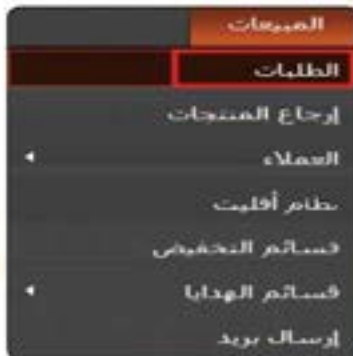 المبيعات
الطلبات
إرجاع المنتجات
العملاء
نظام أفليت
قسائم التخفيض
قسائم الهدايا
إرسال بريد